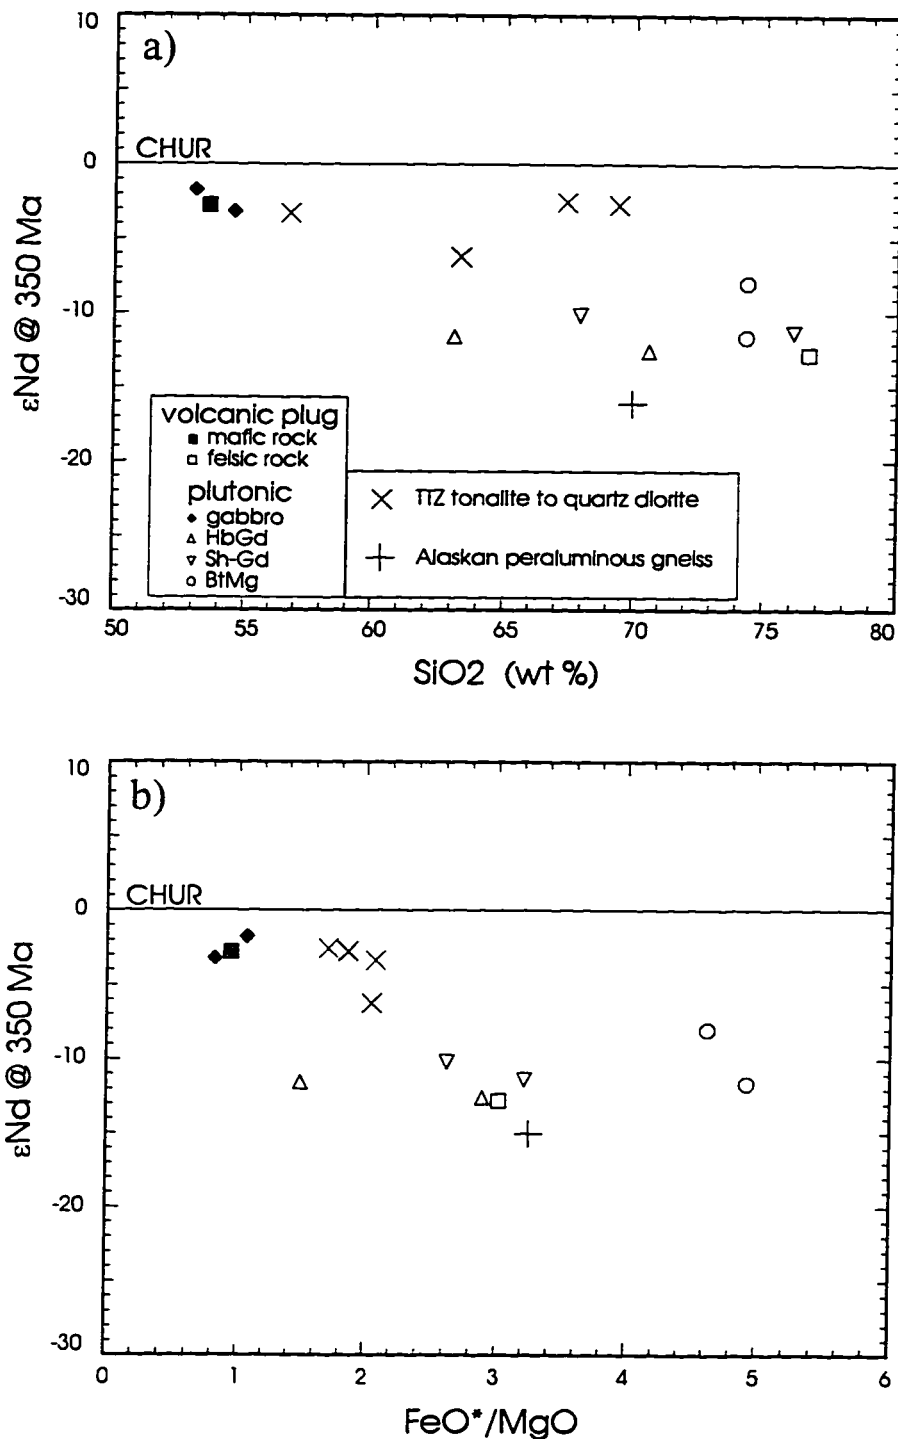 a)
10
0
-10
-20
-30
εNd @ 350 Ma
CHUR
volcanic plug
mafic rock
felsic rock
plutonic
gabbro
HbGd
Sh-Gd
BtMg
TTZ tonalite to quartz diorite
Alaskan peraluminous gneiss
50 55 60 65 70 75 80
SiO2 (wt %)
b)
10
0
-10
-20
-30
εNd @ 350 Ma
CHUR
0 1 2 3 4 5 6
FeO*/MgO